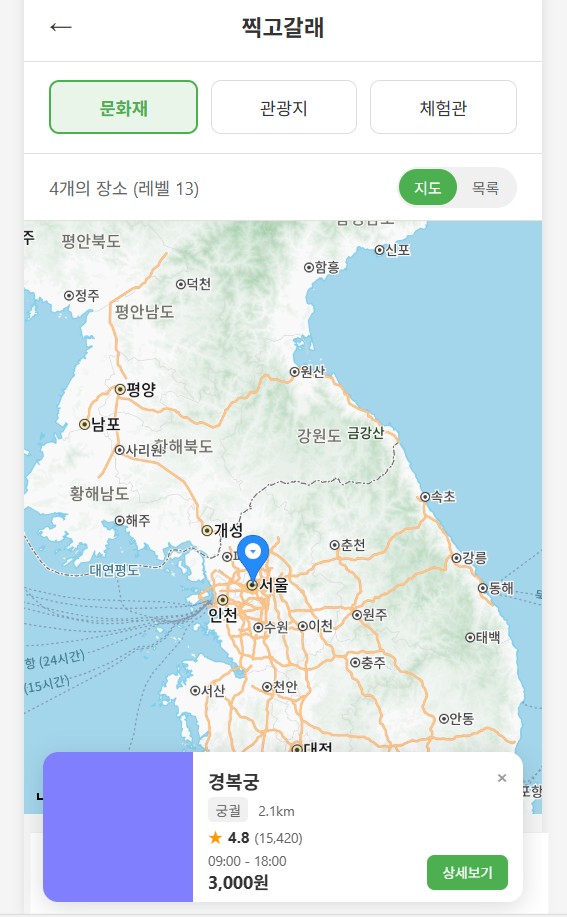 ←
찍고갈래
문화재 관광지 체험관
4개의 장소 (레벨 13)
지도 목록
주
평안북도
신포
함흥
덕천
정주
평안남도
원산
평양
남포
강원도 금강산
사리원
황해북도
황해남도
속초
해주
개성
춘천
강릉
대연평도
서울
동해
인천
원주
수원 이천
태백
항 (24시간)
충주
(15시간)
서산
천안
안동
대전
포항
경복궁 ×
궁궐 2.1km
★ 4.8 (15,420)
09:00 - 18:00
3,000원
상세보기